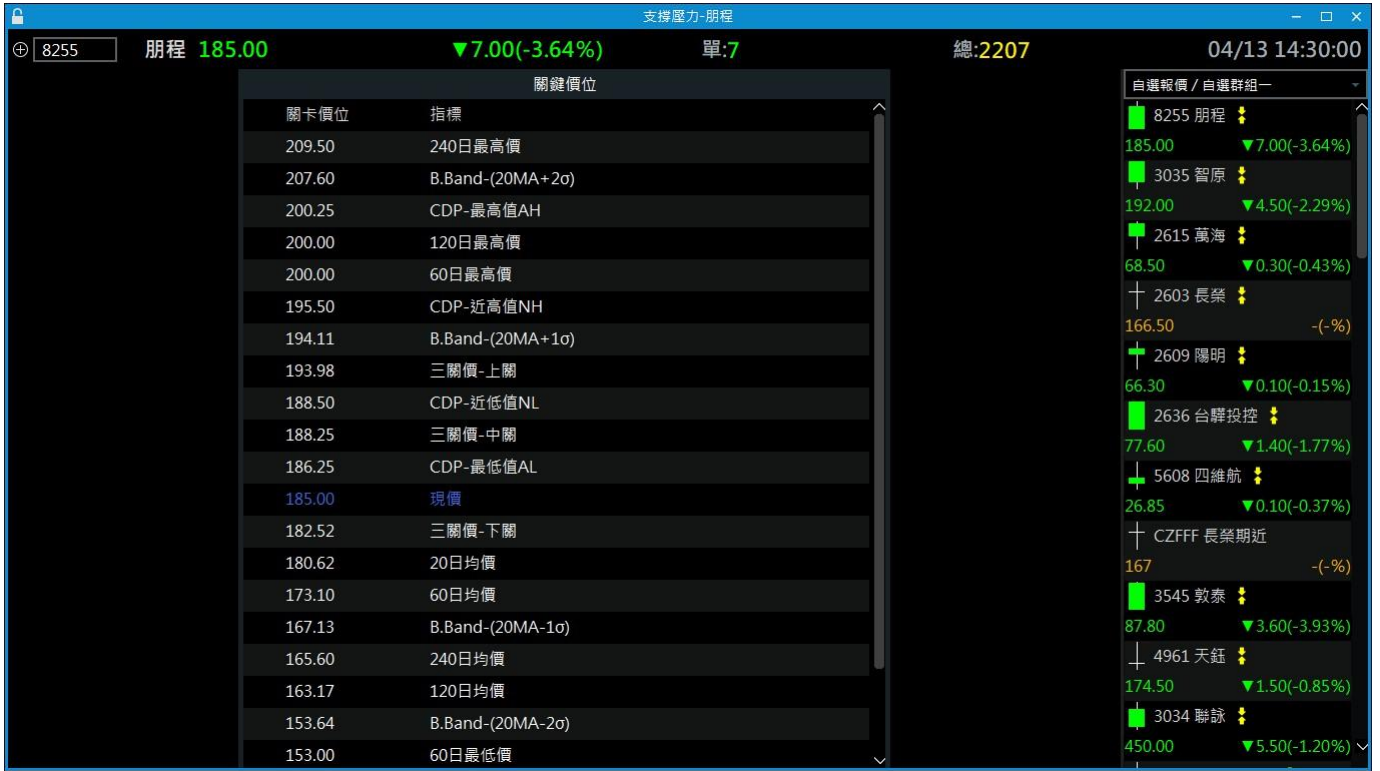 支撐壓力-朋程
8255 朋程 185.00 ▼7.00(-3.64%) 單:7 總:2207 04/13 14:30:00
關鍵價位
關卡價位 指標
209.50 240日最高價
207.60 B.Band-(20MA+2σ)
200.25 CDP-最高值AH
200.00 120日最高價
200.00 60日最高價
195.50 CDP-近高值NH
194.11 B.Band-(20MA+1σ)
193.98 三關價-上關
188.50 CDP-近低值NL
188.25 三關價-中關
186.25 CDP-最低值AL
185.00 現價
182.52 三關價-下關
180.62 20日均價
173.10 60日均價
167.13 B.Band-(20MA-1σ)
165.60 240日均價
163.17 120日均價
153.64 B.Band-(20MA-2σ)
153.00 60日最低價
自選報價 / 自選群組一
8255 朋程
185.00 ▼7.00(-3.64%)
3035 智原
192.00 ▼4.50(-2.29%)
2615 萬海
68.50 ▼0.30(-0.43%)
2603 長榮
166.50 -(-%)
2609 陽明
66.30 ▼0.10(-0.15%)
2636 台驊投控
77.60 ▼1.40(-1.77%)
5608 四維航
26.85 ▼0.10(-0.37%)
CZFFF 長榮期近
167 -(-%)
3545 敦泰
87.80 ▼3.60(-3.93%)
4961 天鈺
174.50 ▼1.50(-0.85%)
3034 聯詠
450.00 ▼5.50(-1.20%)